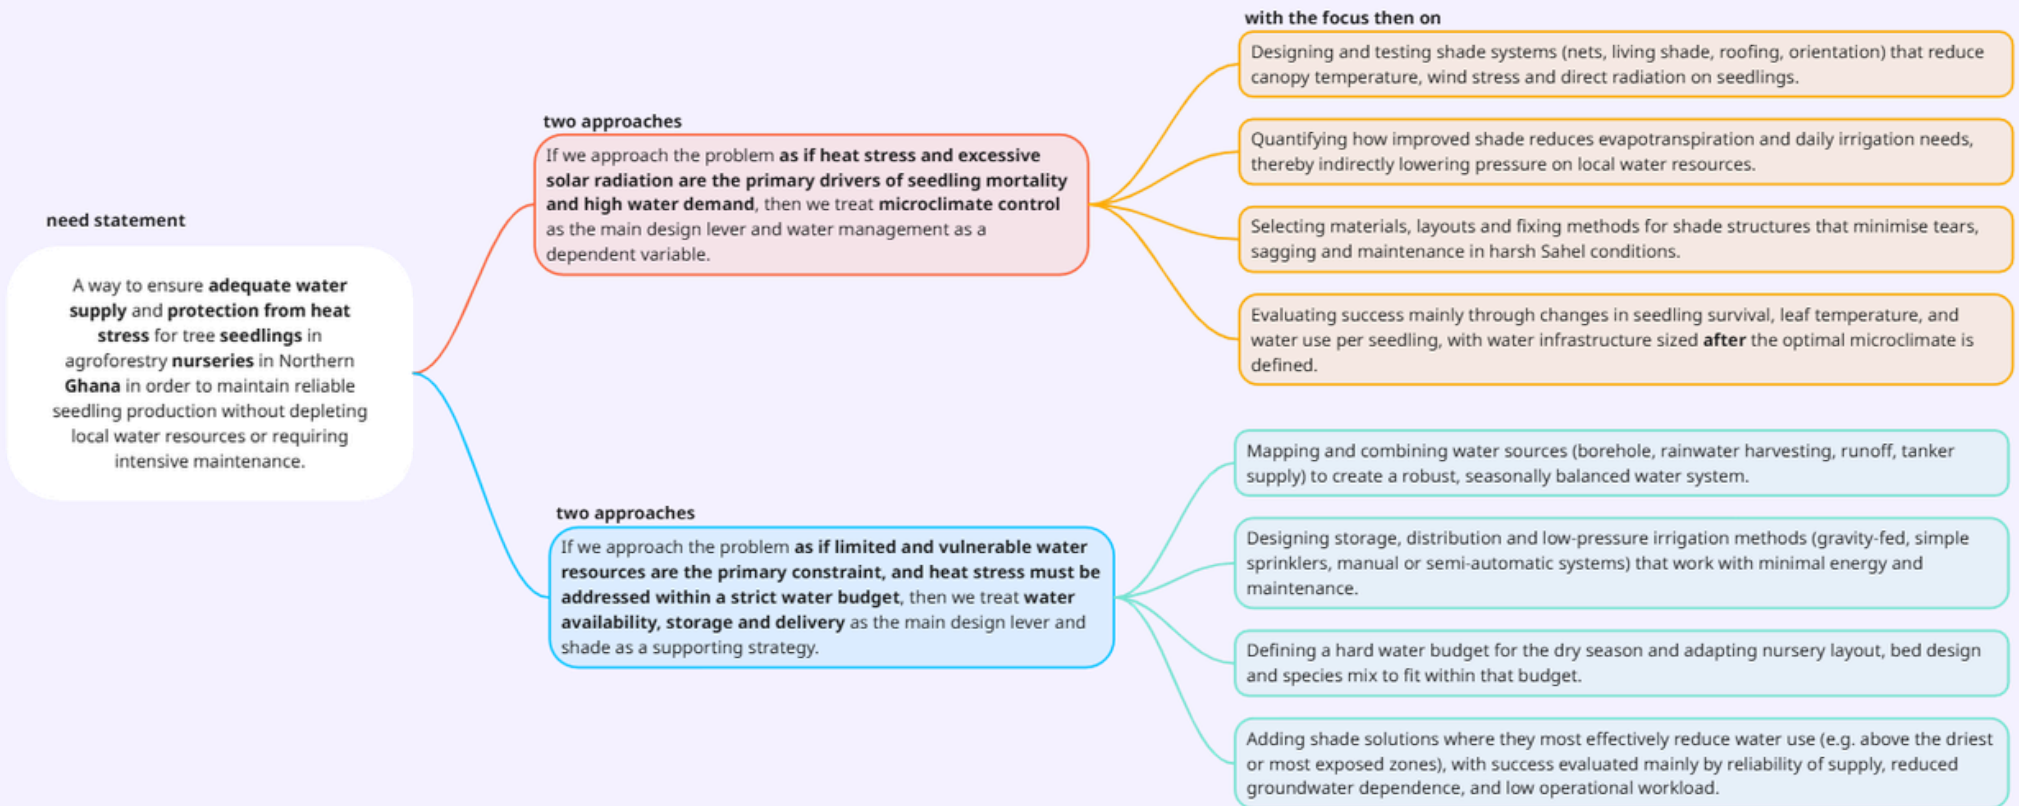 need statement
A way to ensure adequate water
supply and protection from heat
stress for tree seedlings in
agroforestry nurseries in Northern
Ghana in order to maintain reliable
seedling production without depleting
local water resources or requiring
intensive maintenance.
two approaches
If we approach the problem as if heat stress and excessive
solar radiation are the primary drivers of seedling mortality
and high water demand, then we treat microclimate control
as the main design lever and water management as a
dependent variable.
with the focus then on
Designing and testing shade systems (nets, living shade, roofing, orientation) that reduce
canopy temperature, wind stress and direct radiation on seedlings.
Quantifying how improved shade reduces evapotranspiration and daily irrigation needs,
thereby indirectly lowering pressure on local water resources.
Selecting materials, layouts and fixing methods for shade structures that minimise tears,
sagging and maintenance in harsh Sahel conditions.
Evaluating success mainly through changes in seedling survival, leaf temperature, and
water use per seedling, with water infrastructure sized after the optimal microclimate is
defined.
two approaches
If we approach the problem as if limited and vulnerable water
resources are the primary constraint, and heat stress must be
addressed within a strict water budget, then we treat water
availability, storage and delivery as the main design lever and
shade as a supporting strategy.
Mapping and combining water sources (borehole, rainwater harvesting, runoff, tanker
supply) to create a robust, seasonally balanced water system.
Designing storage, distribution and low-pressure irrigation methods (gravity-fed, simple
sprinklers, manual or semi-automatic systems) that work with minimal energy and
maintenance.
Defining a hard water budget for the dry season and adapting nursery layout, bed design
and species mix to fit within that budget.
Adding shade solutions where they most effectively reduce water use (e.g. above the driest
or most exposed zones), with success evaluated mainly by reliability of supply, reduced
groundwater dependence, and low operational workload.